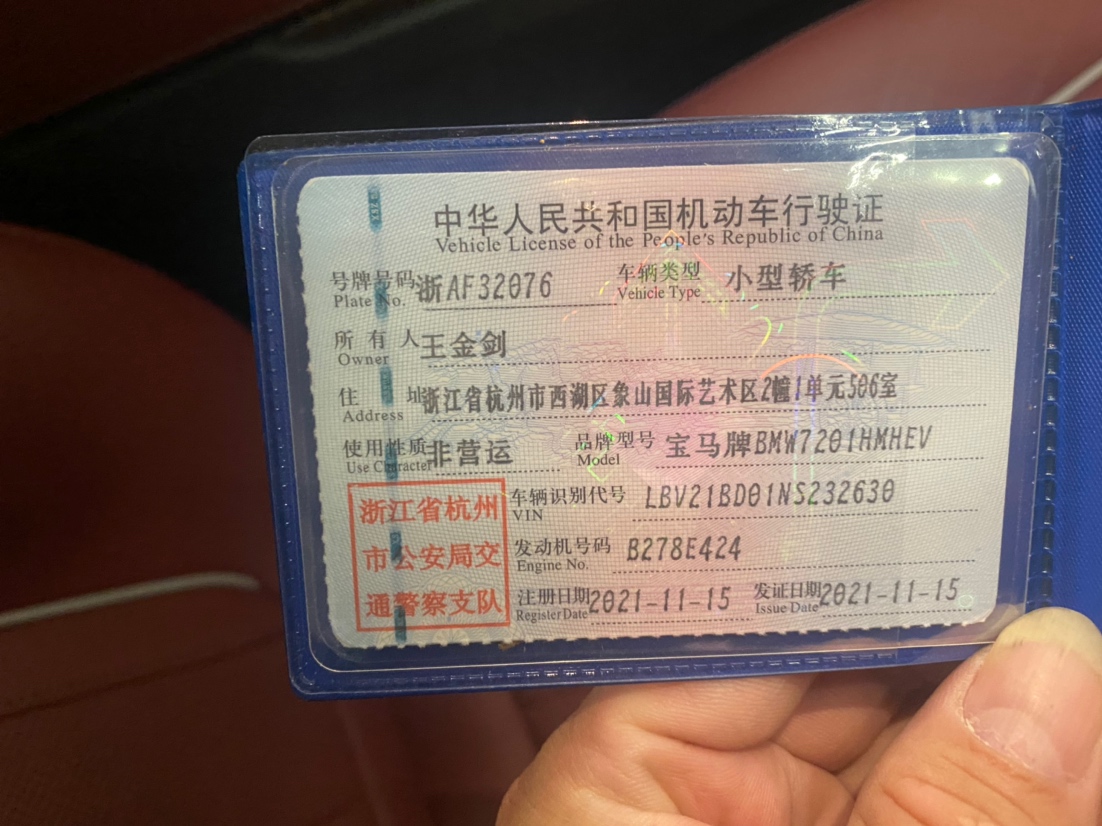 中华人民共和国机动车行驶证
Vehicle License of the People's Republic of China
号牌号码 浙AF32076 车辆类型 小型轿车
Plate No. Vehicle Type
所有人 王金剑
Owner
住址 浙江省杭州市西湖区象山国际艺术区2幢1单元506室
Address
使用性质 非营运 品牌型号 宝马牌BMW7201HMHEV
Use Character Model
浙江省杭州
市公安局交
通警察支队
车辆识别代号 LBV21BD01NS232630
VIN
发动机号码 B278E424
Engine No.
注册日期 2021-11-15 发证日期 2021-11-15
Register Date Issue Date